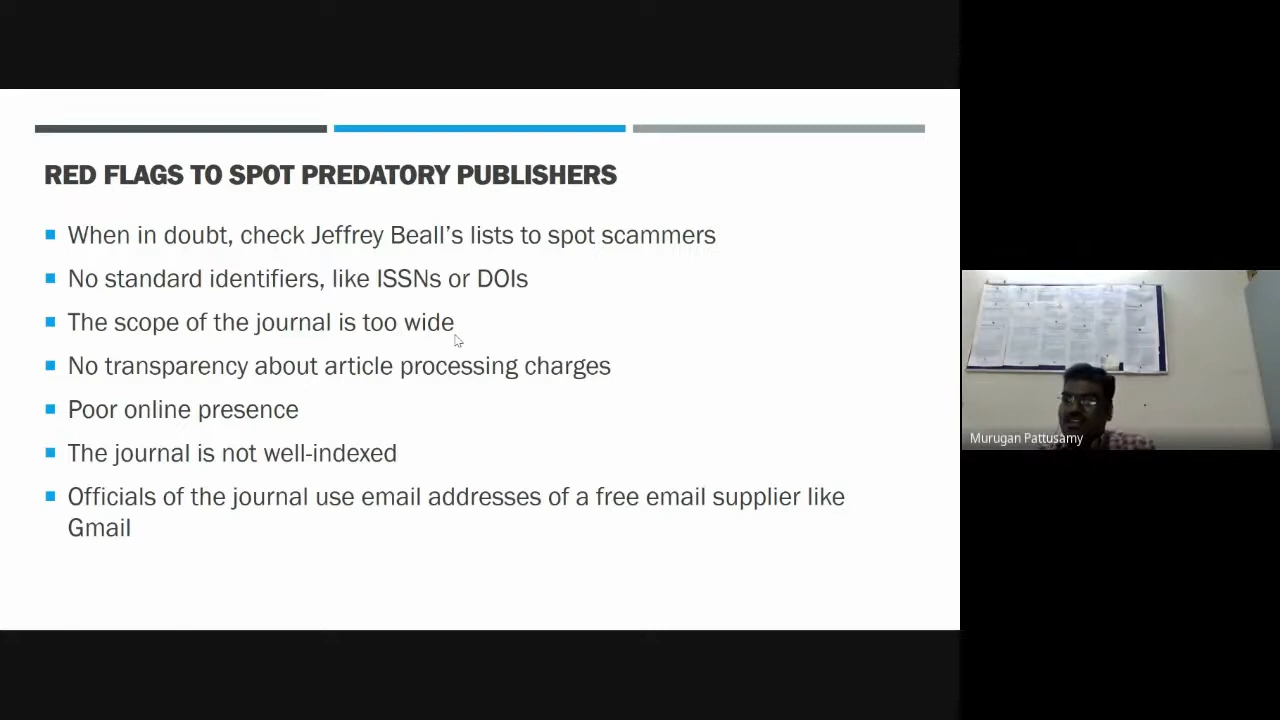 RED FLAGS TO SPOT PREDATORY PUBLISHERS
When in doubt, check Jeffrey Beall’s lists to spot scammers
No standard identifiers, like ISSNs or DOIs
The scope of the journal is too wide
No transparency about article processing charges
Poor online presence
The journal is not well-indexed
Officials of the journal use email addresses of a free email supplier like
Gmail
Murugan Pattusamy